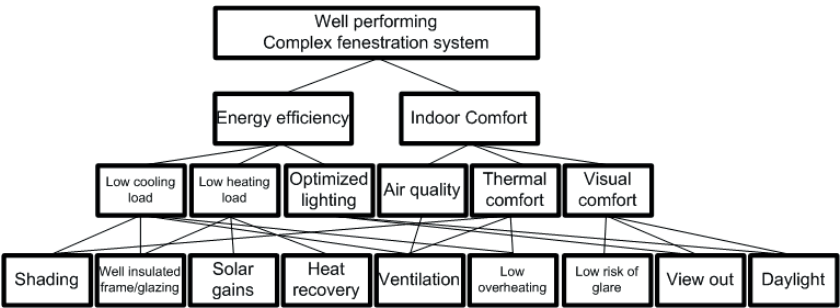 Well performing
Complex fenestration system
Energy efficiency
Indoor Comfort
Low cooling
load
Low heating
load
Optimized
lighting
Air quality
Thermal
comfort
Visual
comfort
Shading
Well insulated
frame/glazing
Solar
gains
Heat
recovery
Ventilation
Low
overheating
Low risk of
glare
View out
Daylight